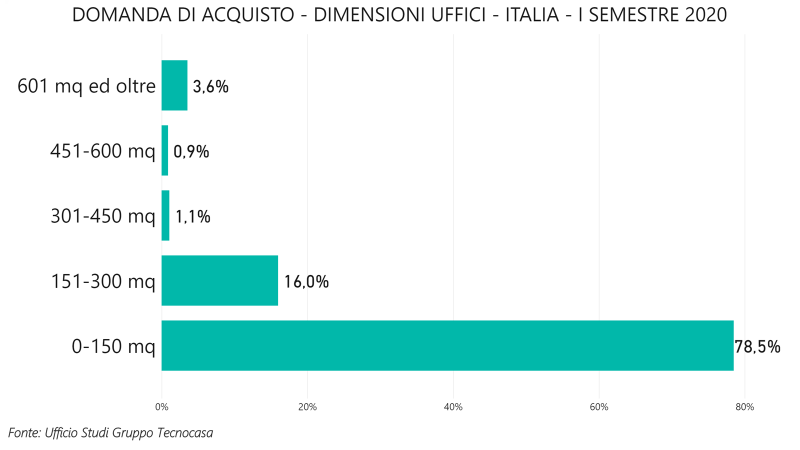 DOMANDA DI ACQUISTO - DIMENSIONI UFFICI - ITALIA - I SEMESTRE 2020
601 mq ed oltre 3,6%
451-600 mq 0,9%
301-450 mq 1,1%
151-300 mq 16,0%
0-150 mq 78,5%
0% 20% 40% 60% 80%
Fonte: Ufficio Studi Gruppo Tecnocasa